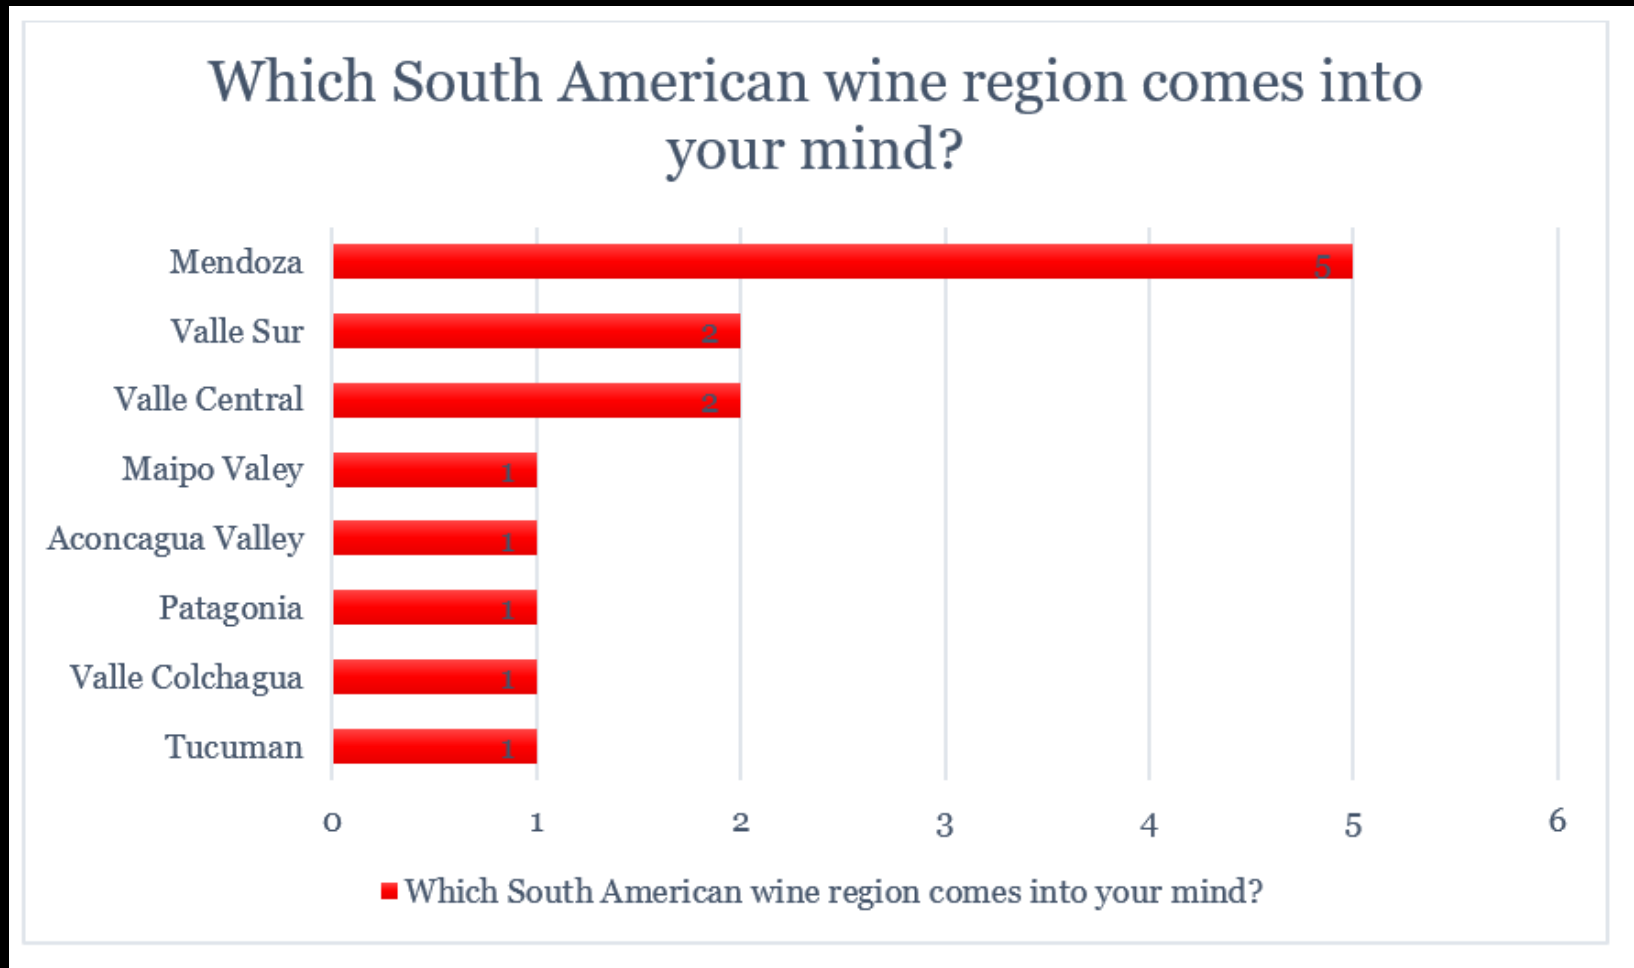 Which South American wine region comes into
your mind?
Mendoza 5
Valle Sur 2
Valle Central 2
Maipo Valey 1
Aconcagua Valley 1
Patagonia 1
Valle Colchagua 1
Tucuman 1
0 1 2 3 4 5 6
Which South American wine region comes into your mind?